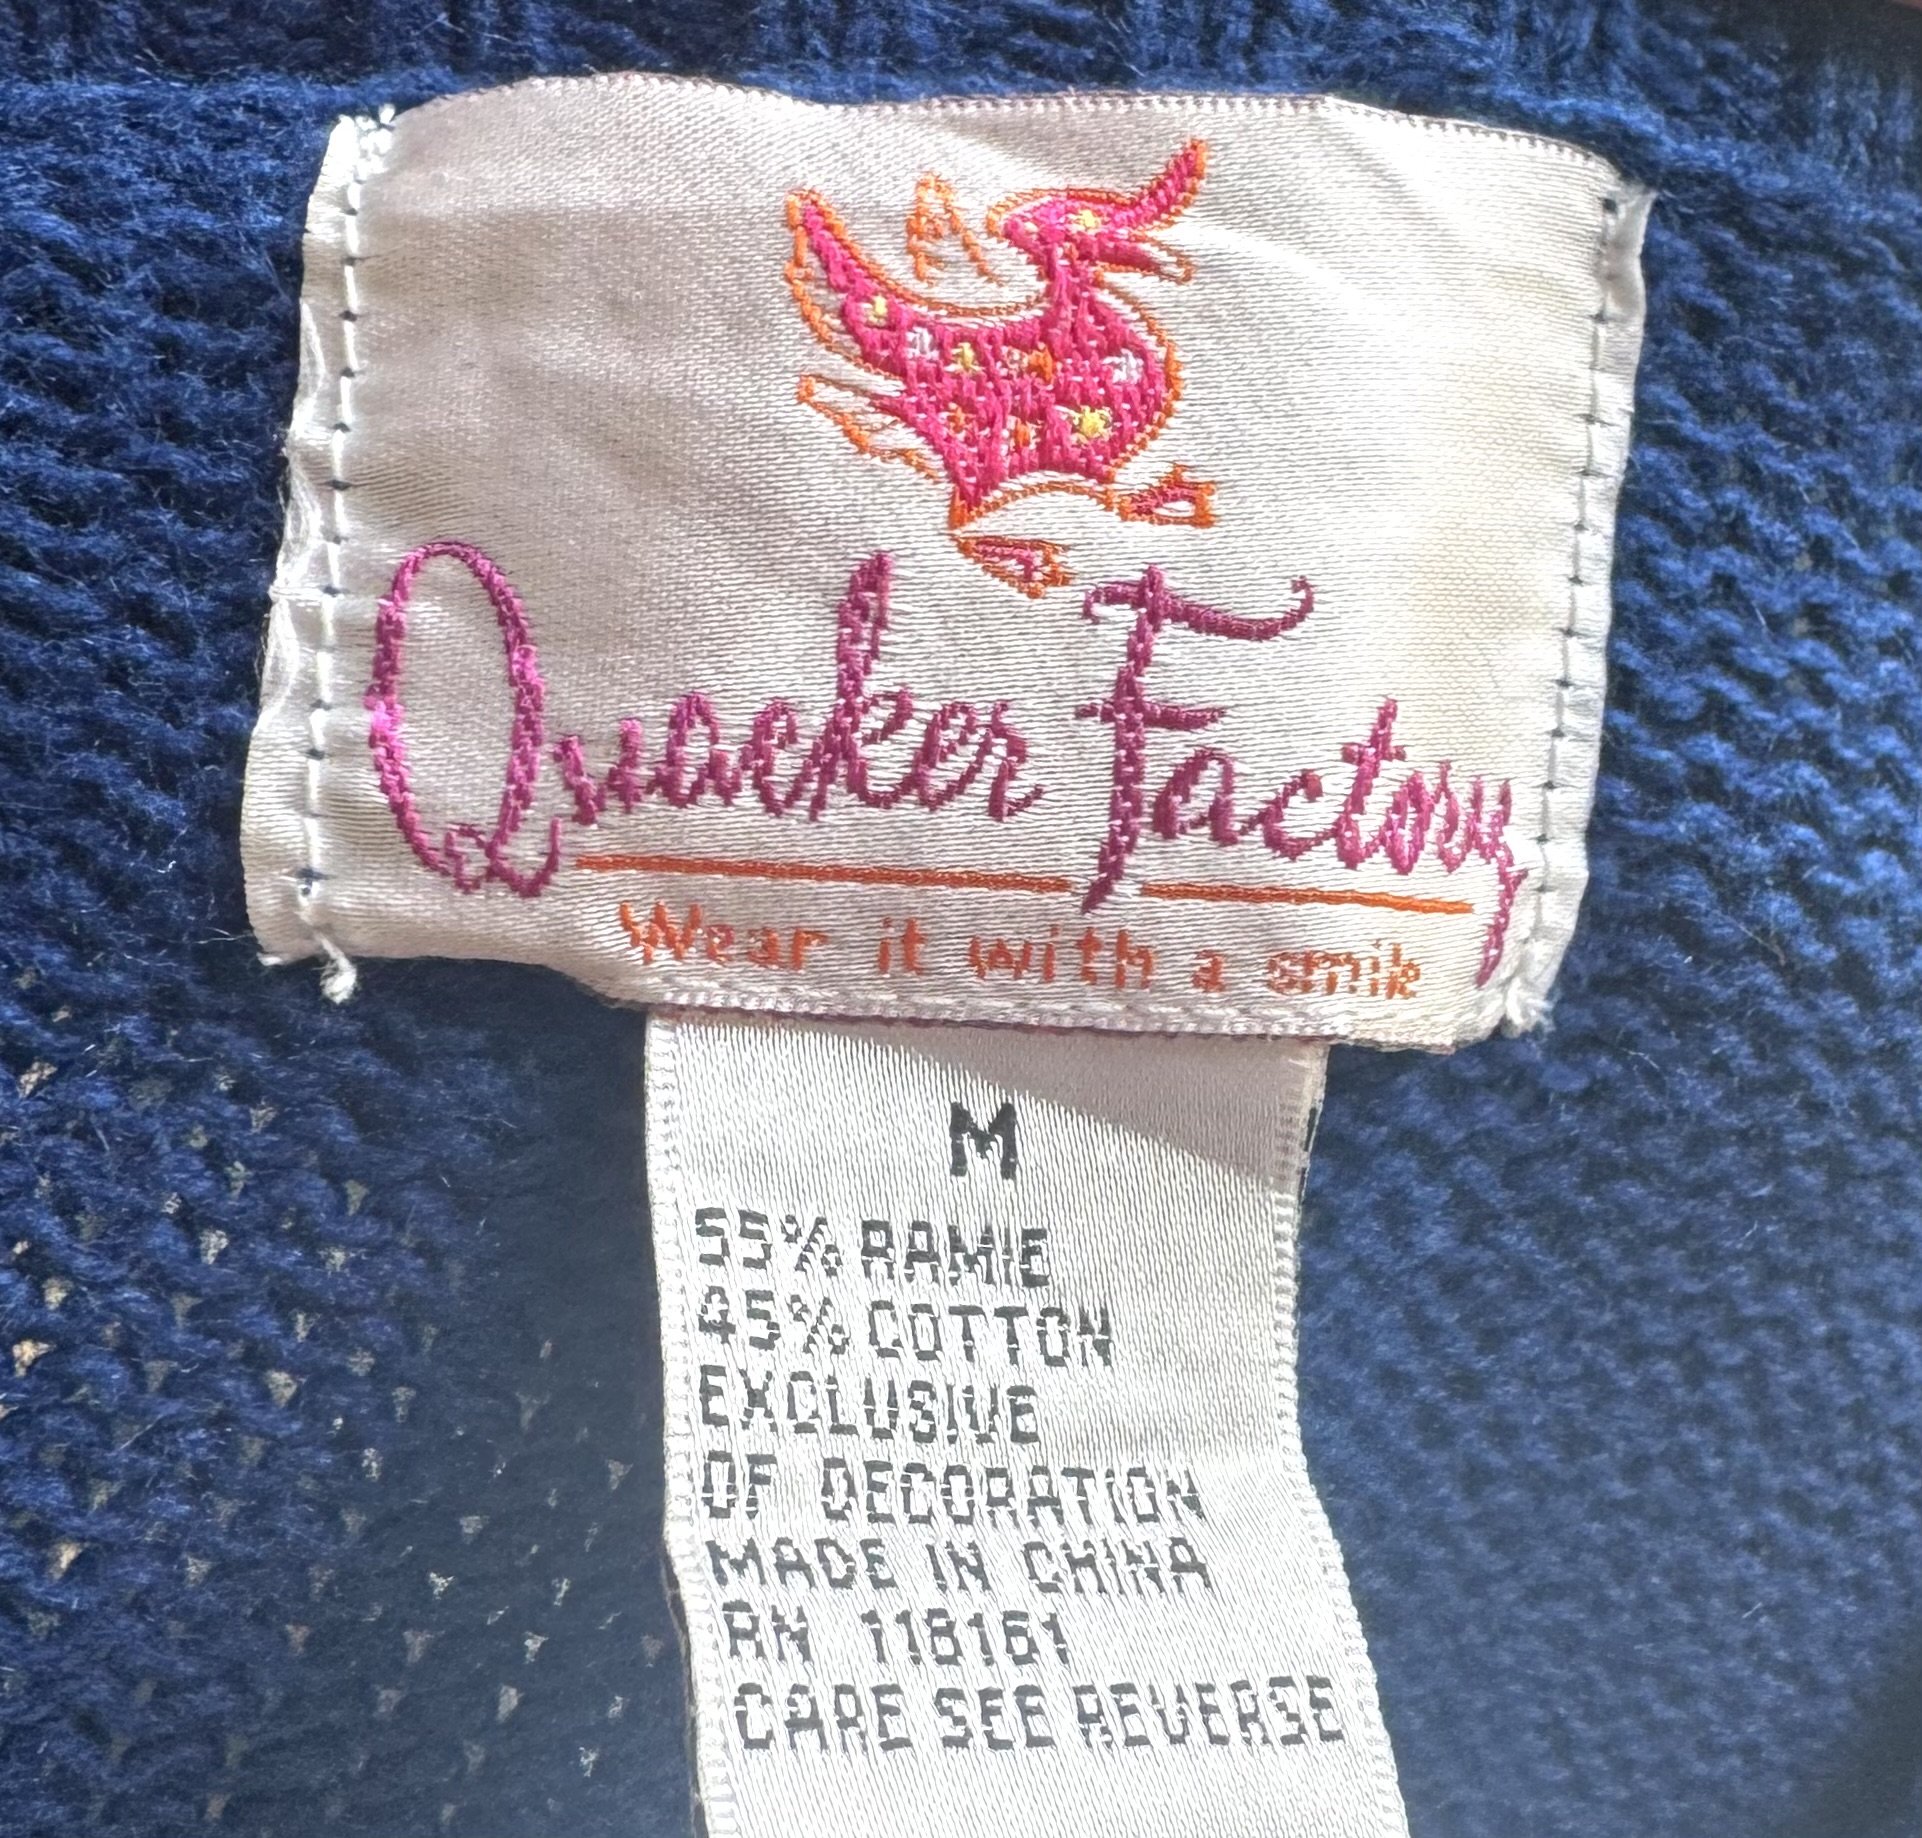 Quacker Factory
Wear it with a smile
M
55% RAMIE
45% COTTON
EXCLUSIVE
OF DECORATION
MADE IN CHINA
RN 118161
CARE SEE REVERSE